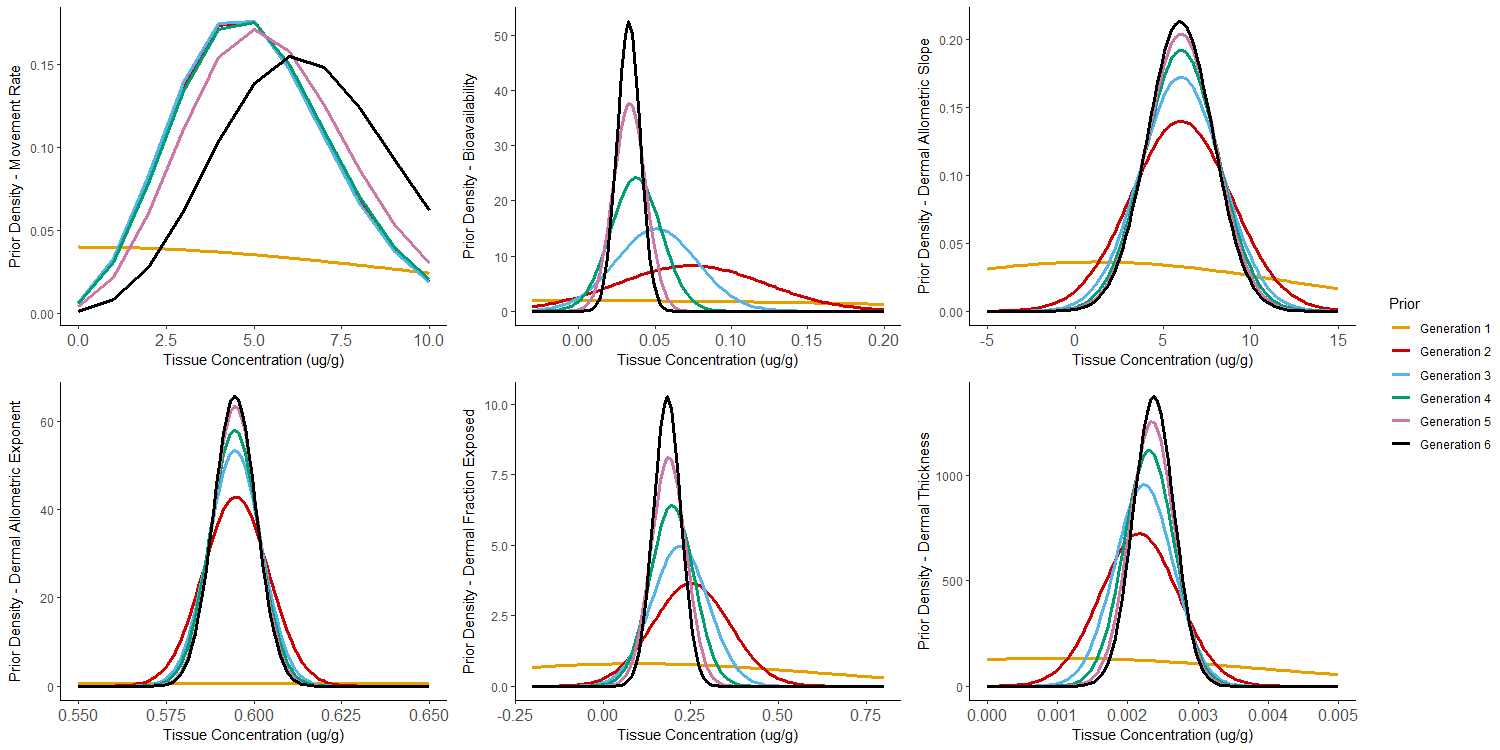 Prior Density - Movement Rate
0.15
0.10
0.05
0.00
0.0 2.5 5.0 7.5 10.0
Tissue Concentration (ug/g)
Prior Density - Bioavailability
50
40
30
20
10
0
0.00 0.05 0.10 0.15 0.20
Tissue Concentration (ug/g)
Prior Density - Dermal Allometric Slope
0.20
0.15
0.10
0.05
0.00
-5 0 5 10 15
Tissue Concentration (ug/g)
Prior Density - Dermal Allometric Exponent
60
40
20
0
0.550 0.575 0.600 0.625 0.650
Tissue Concentration (ug/g)
Prior Density - Dermal Fraction Exposed
10.0
7.5
5.0
2.5
0.0
-0.25 0.00 0.25 0.50 0.75
Tissue Concentration (ug/g)
Prior Density - Dermal Thickness
1000
500
0
0.000 0.001 0.002 0.003 0.004 0.005
Tissue Concentration (ug/g)
Prior
Generation 1
Generation 2
Generation 3
Generation 4
Generation 5
Generation 6